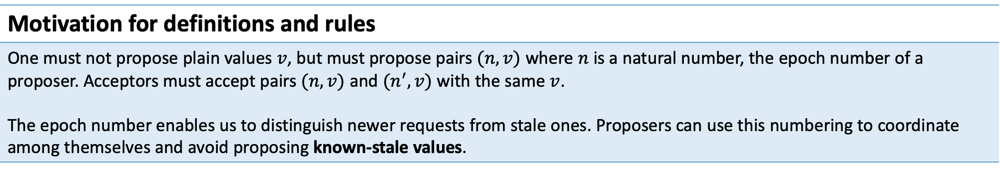 Motivation for definitions and rules
One must not propose plain values 𝑣, but must propose pairs (𝑛, 𝑣) where 𝑛 is a natural number, the epoch number of a
proposer. Acceptors must accept pairs (𝑛, 𝑣) and (𝑛′, 𝑣) with the same 𝑣.
The epoch number enables us to distinguish newer requests from stale ones. Proposers can use this numbering to coordinate
among themselves and avoid proposing known-stale values.